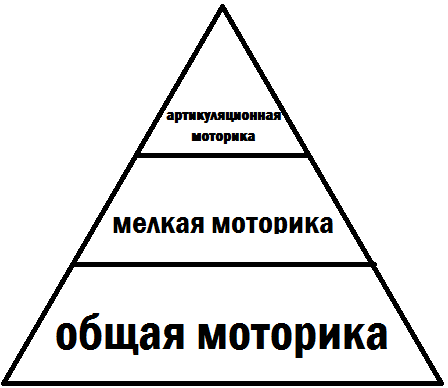 артикуляционная
моторика
мелкая моторика
общая моторика